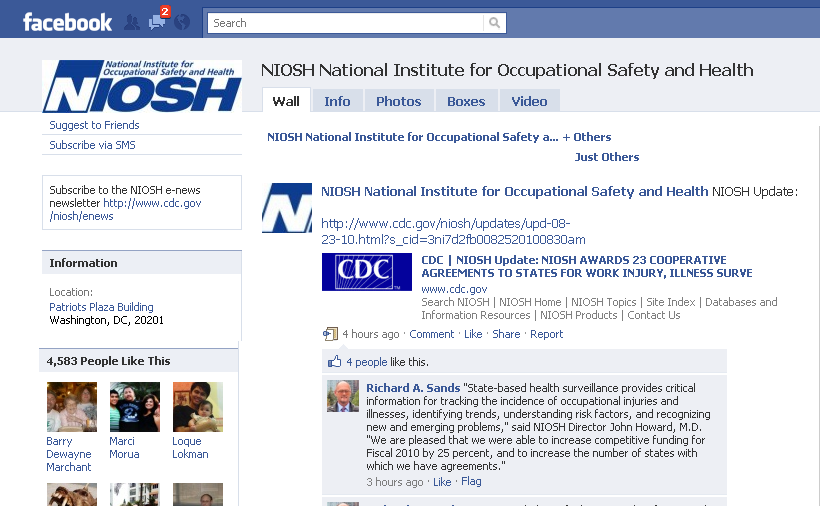 facebook
2
Search
National Institute for
Occupational Safety and Health
NIOSH
NIOSH National Institute for Occupational Safety and Health
Wall Info Photos Boxes Video
Suggest to Friends
Subscribe via SMS
Subscribe to the NIOSH e-news
newsletter http://www.cdc.gov
/niosh/enews
Information
Location:
Patriots Plaza Building
Washington, DC, 20201
4,583 People Like This
Barry
Dewayne
Marchant
Marci
Morua
Loque
Lokman
NIOSH National Institute for Occupational Safety a... + Others
Just Others
NIOSH National Institute for Occupational Safety and Health NIOSH Update:
http://www.cdc.gov/niosh/updates/upd-08-
23-10.html?s_cid=3ni7d2fb0082520100830am
CDC
TM
CDC | NIOSH Update: NIOSH AWARDS 23 COOPERATIVE
AGREEMENTS TO STATES FOR WORK INJURY, ILLNESS SURVE
www.cdc.gov
Search NIOSH | NIOSH Home | NIOSH Topics | Site Index | Databases and
Information Resources | NIOSH Products | Contact Us
4 hours ago · Comment · Like · Share · Report
4 people like this.
Richard A. Sands "State-based health surveillance provides critical
information for tracking the incidence of occupational injuries and
illnesses, identifying trends, understanding risk factors, and recognizing
new and emerging problems," said NIOSH Director John Howard, M.D.
"We are pleased that we were able to increase competitive funding for
Fiscal 2010 by 25 percent, and to increase the number of states with
which we have agreements."
3 hours ago · Like · Flag